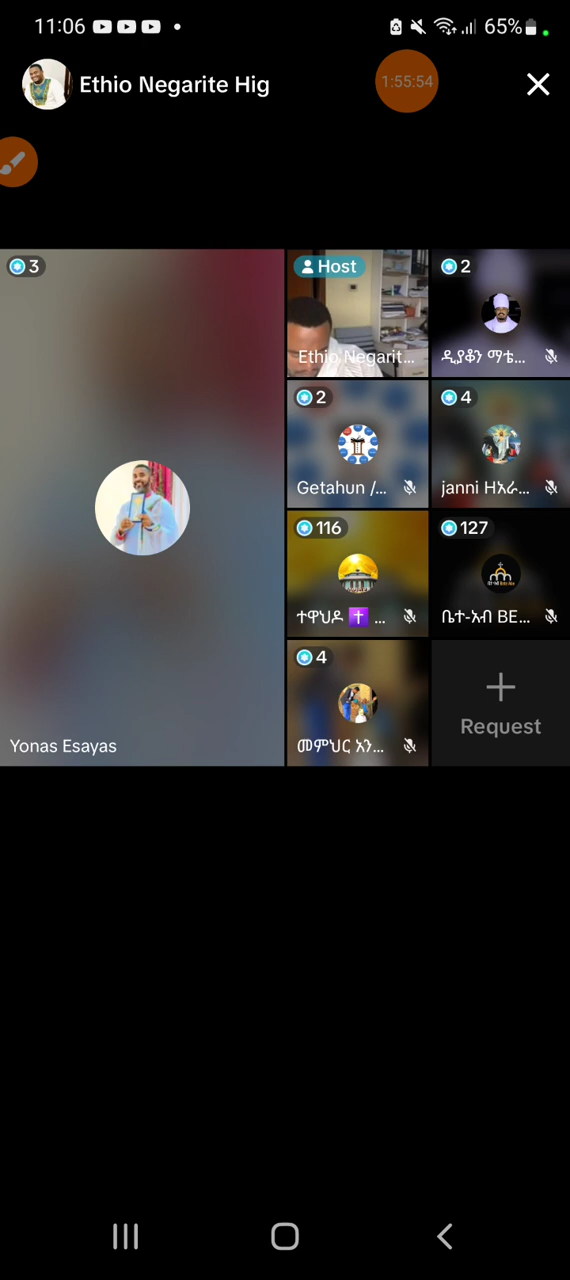 11:06
65%
Ethio Negarite Hig
1:55:54
3
Host
2
Ethio Negarit...
ዲያቆን ማቴ...
2
4
Getahun /...
janni Hአራ...
116
127
ተዋህዶ ✝️ ...
ቤተ-አብ BE...
4
Request
መምህር አን...
Yonas Esayas